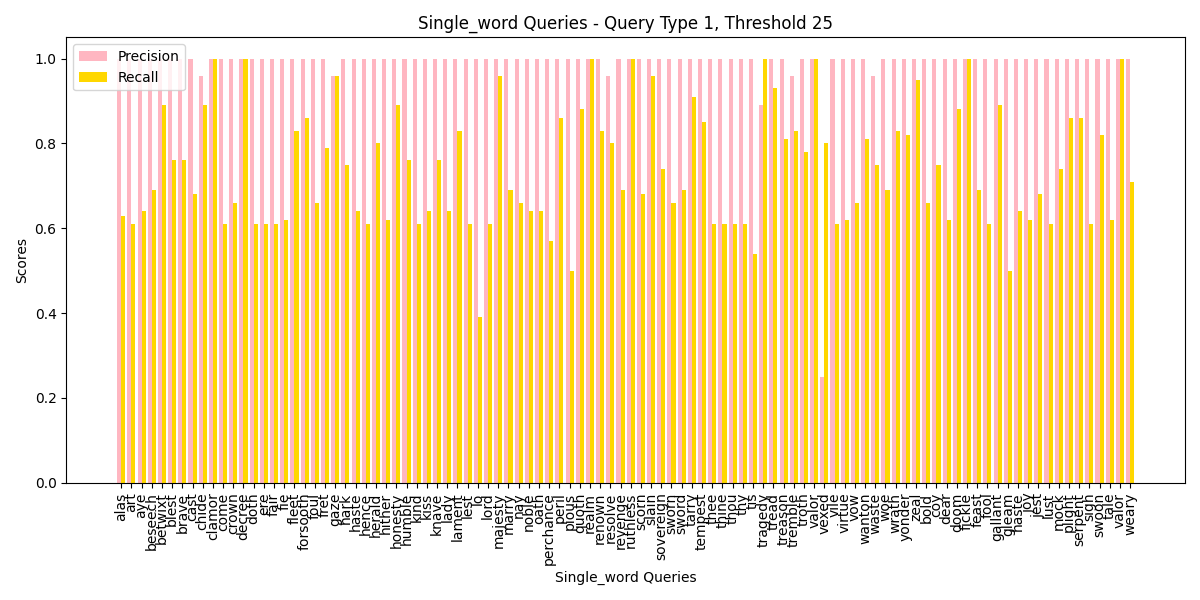 Single_word Queries - Query Type 1, Threshold 25
Precision
Recall
Scores
1.0
0.8
0.6
0.4
0.2
0.0
alas
art
aye
beseech
betwixt
blest
brave
cast
chide
clamor
come
crown
decree
doth
ere
fair
fie
fleet
forsooth
foul
fret
gaze
hark
haste
hence
herald
hither
honesty
humble
kind
kiss
knave
lady
lament
lest
lo
lord
majesty
marry
nay
noble
oath
perchance
peril
pious
quoth
realm
renown
resolve
revenge
ruthless
scorn
slain
sovereign
sworn
sword
tarry
tempest
thee
thine
thou
thy
tis
tragedy
tread
treason
tremble
troth
valor
vexed
vile
virtue
vow
wanton
waste
woe
wrath
yonder
zeal
bold
coy
dear
doom
fickle
feast
fool
gallant
gleam
haste
joy
jest
lust
mock
plight
serpent
sigh
swoon
tale
valor
weary
Single_word Queries